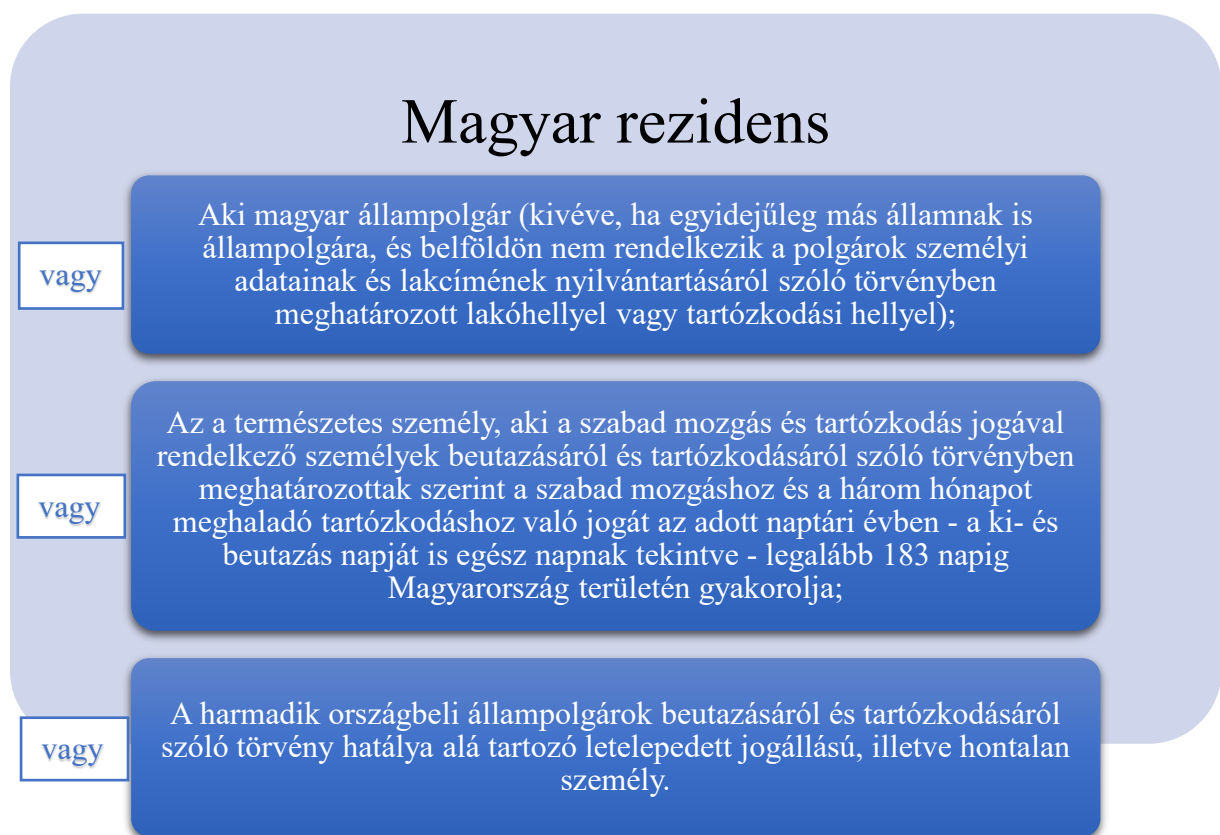 Magyar rezidens
vagy
Aki magyar állampolgár (kivéve, ha egyidejűleg más államnak is
állampolgára, és belföldön nem rendelkezik a polgárok személyi
adatainak és lakcímének nyilvántartásáról szóló törvényben
meghatározott lakóhellyel vagy tartózkodási hellyel);
vagy
Az a természetes személy, aki a szabad mozgás és tartózkodás jogával
rendelkező személyek beutazásáról és tartózkodásáról szóló törvényben
meghatározottak szerint a szabad mozgáshoz és a három hónapot
meghaladó tartózkodáshoz való jogát az adott naptári évben - a ki- és
beutazás napját is egész napnak tekintve - legalább 183 napig
Magyarország területén gyakorolja;
vagy
A harmadik országbeli állampolgárok beutazásáról és tartózkodásáról
szóló törvény hatálya alá tartozó letelepedett jogállású, illetve hontalan
személy.